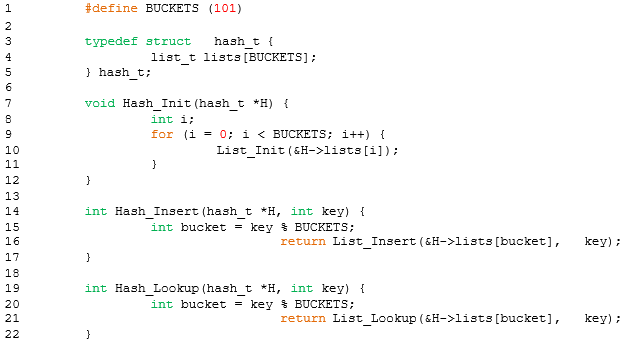 1 #define BUCKETS (101)
2
3 typedef struct hash_t {
4 list_t lists[BUCKETS];
5 } hash_t;
6
7 void Hash_Init(hash_t *H) {
8 int i;
9 for (i = 0; i < BUCKETS; i++) {
10 List_Init(&H->lists[i]);
11 }
12 }
13
14 int Hash_Insert(hash_t *H, int key) {
15 int bucket = key % BUCKETS;
16 return List_Insert(&H->lists[bucket], key);
17 }
18
19 int Hash_Lookup(hash_t *H, int key) {
20 int bucket = key % BUCKETS;
21 return List_Lookup(&H->lists[bucket], key);
22 }